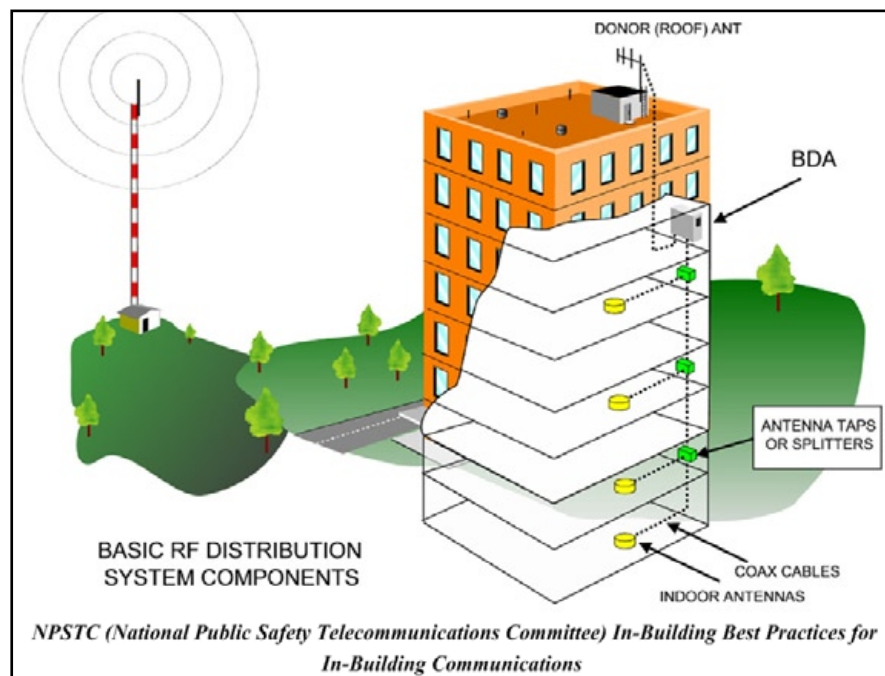 DONOR (ROOF) ANT
BDA
ANTENNA TAPS
OR SPLITTERS
COAX CABLES
INDOOR ANTENNAS
BASIC RF DISTRIBUTION
SYSTEM COMPONENTS
NPSTC (National Public Safety Telecommunications Committee) In-Building Best Practices for
In-Building Communications